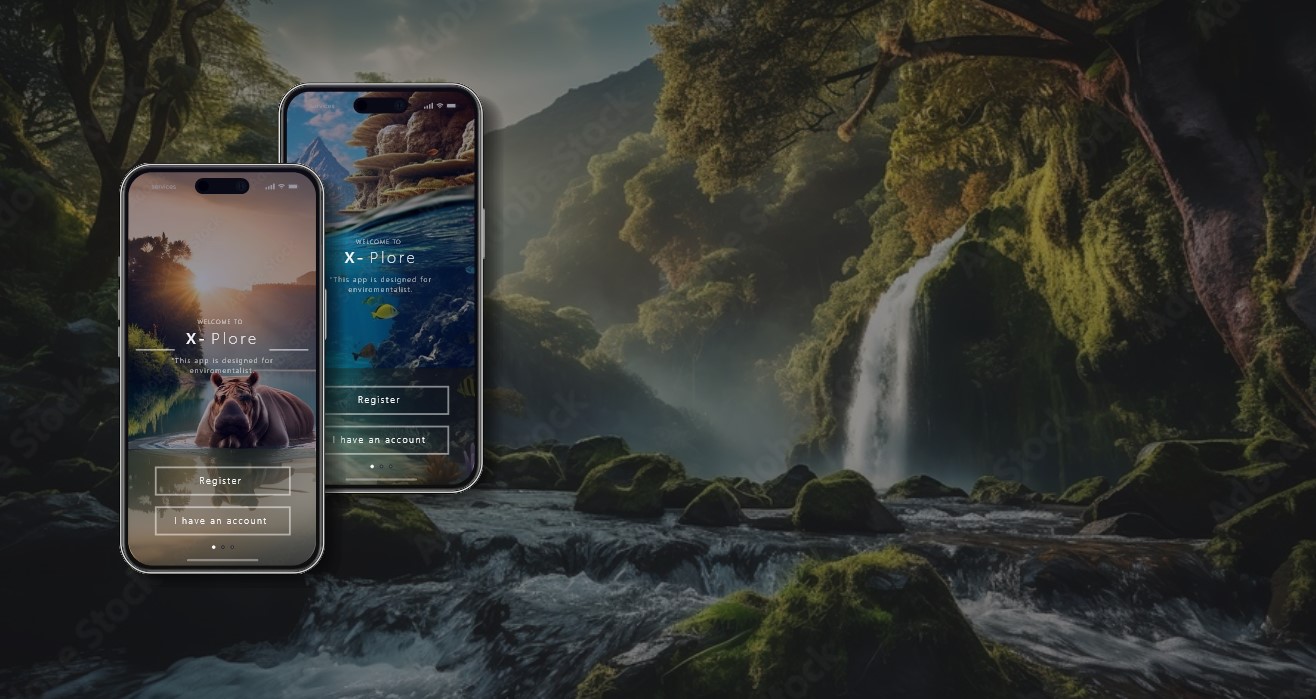 WELCOME TO
X- Plore
"This app is designed for
enviromentalist.
Register
I have an account
WELCOME TO
X- Plore
"This app is designed for
enviromentalist.
Register
I have an account